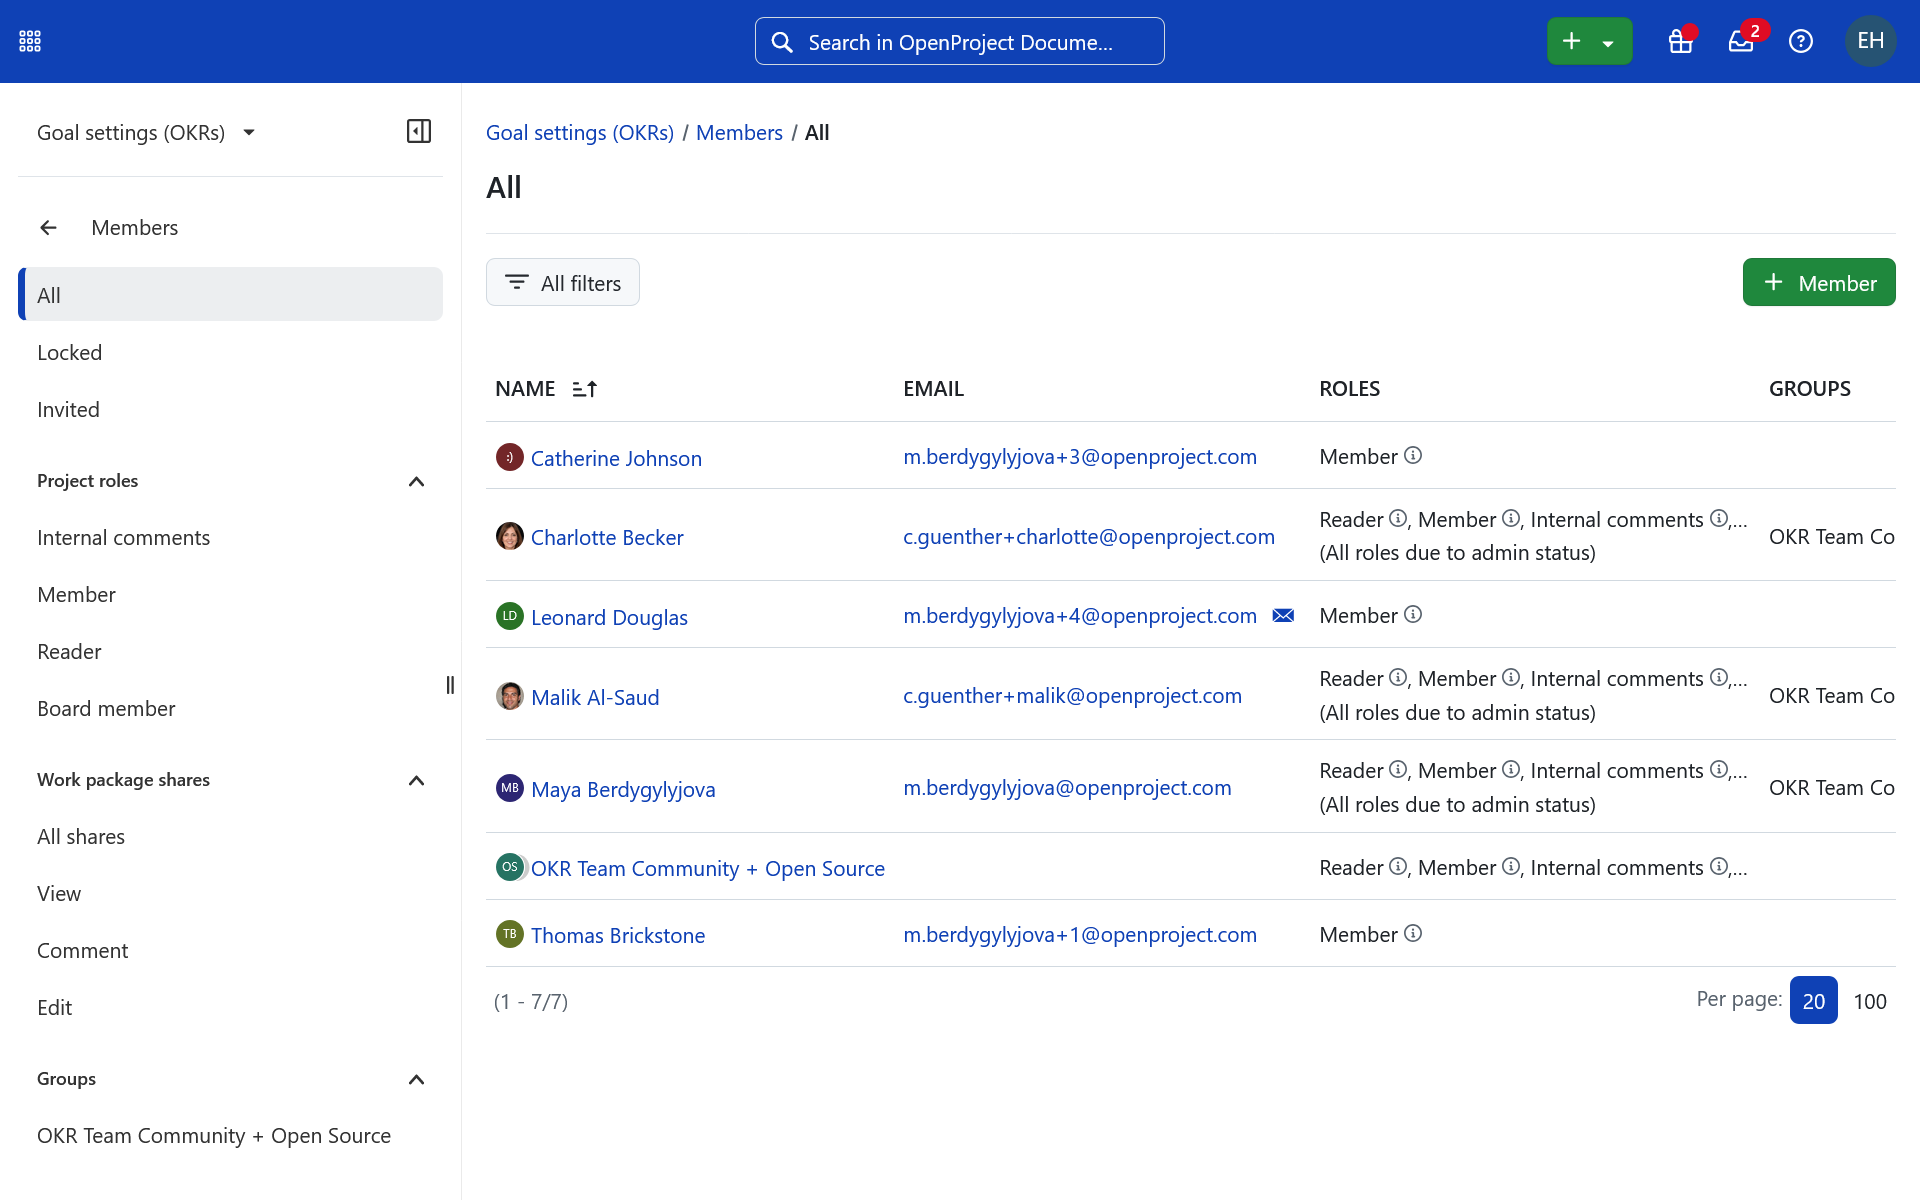 Search in OpenProject Docume...
2
EH
Goal settings (OKRs)
Members
All
Locked
Invited
Project roles
Internal comments
Member
Reader
Board member
Work package shares
All shares
View
Comment
Edit
Groups
OKR Team Community + Open Source
Goal settings (OKRs) / Members / All
All
All filters
+ Member
NAME EMAIL ROLES GROUPS
:) Catherine Johnson m.berdygylyjova+3@openproject.com Member
Charlotte Becker c.guenther+charlotte@openproject.com Reader , Member , Internal comments ,... OKR Team Co
(All roles due to admin status)
LD Leonard Douglas m.berdygylyjova+4@openproject.com Member
Malik Al-Saud c.guenther+malik@openproject.com Reader , Member , Internal comments ,... OKR Team Co
(All roles due to admin status)
MB Maya Berdygylyjova m.berdygylyjova@openproject.com Reader , Member , Internal comments ,... OKR Team Co
(All roles due to admin status)
OS OKR Team Community + Open Source Reader , Member , Internal comments ,...
TB Thomas Brickstone m.berdygylyjova+1@openproject.com Member
(1 - 7/7)
Per page: 20 100